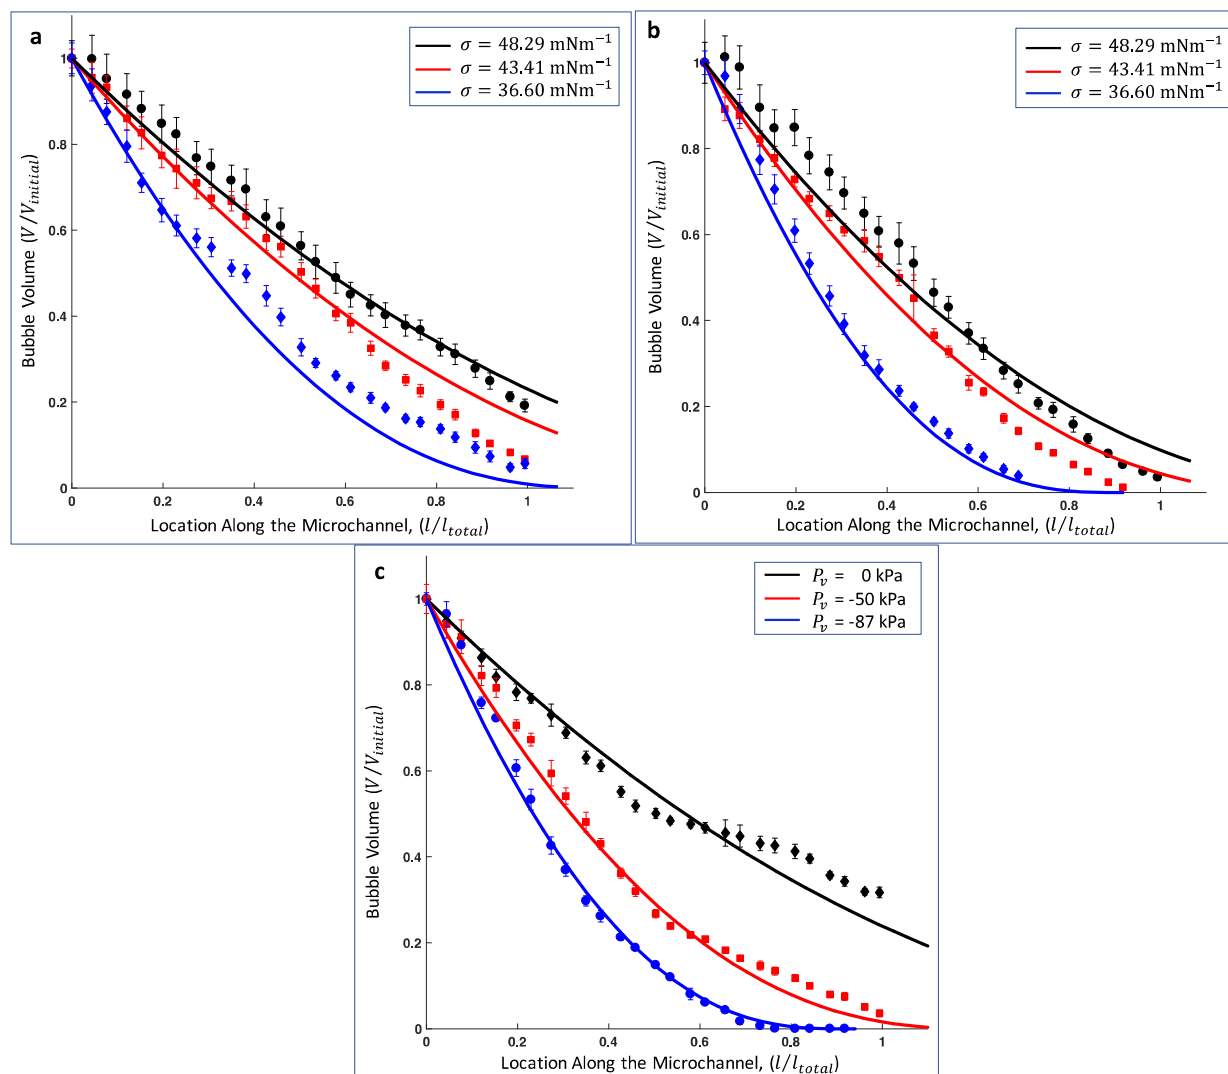 a
σ = 48.29 mNm⁻¹
σ = 43.41 mNm⁻¹
σ = 36.60 mNm⁻¹
1
0.8
0.6
0.4
0.2
0
0 0.2 0.4 0.6 0.8 1
Bubble Volume (V/V_initial)
Location Along the Microchannel, (l/l_total)
b
σ = 48.29 mNm⁻¹
σ = 43.41 mNm⁻¹
σ = 36.60 mNm⁻¹
1
0.8
0.6
0.4
0.2
0
0 0.2 0.4 0.6 0.8 1
Bubble Volume (V/V_initial)
Location Along the Microchannel, (l/l_total)
c
P_v = 0 kPa
P_v = -50 kPa
P_v = -87 kPa
1
0.8
0.6
0.4
0.2
0
0 0.2 0.4 0.6 0.8 1
Bubble Volume (V/V_initial)
Location Along the Microchannel, (l/l_total)